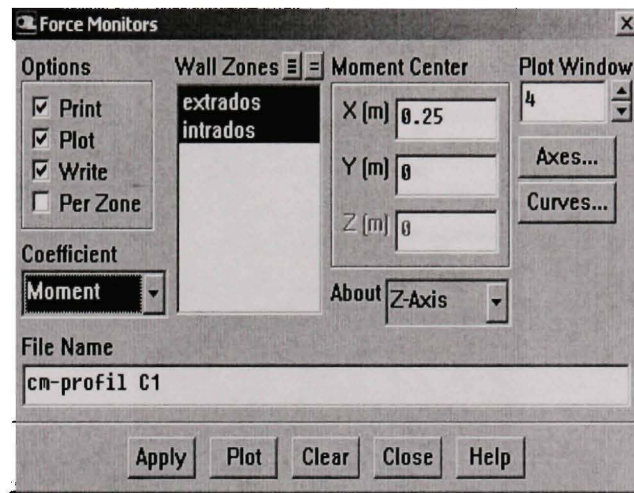 Force Monitors
Options
Print
Plot
Write
Per Zone
Coefficient
Moment
Wall Zones
extrados
intrados
Moment Center
X (m) 0.25
Y (m) 0
Z (m) 0
About Z-Axis
Plot Window
4
Axes...
Curves...
File Name
cm-profil C1
Apply Plot Clear Close Help